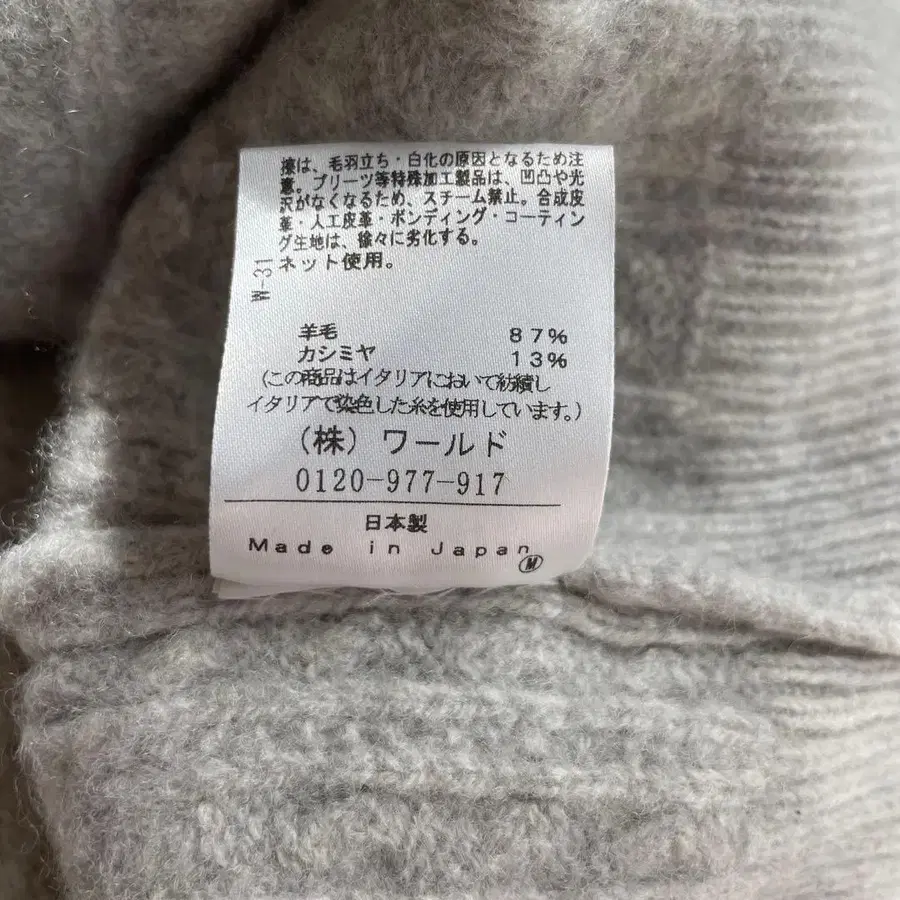 擦は、毛羽立ち・白化の原因となるため注
意。プリーツ等特殊加工製品は、凹凸や光
沢がなくなるため、スチーム禁止。合成皮
革・人工皮革・ボンディング・コーティン
グ生地は、徐々に劣化する。
ネット使用。
W-31
羊毛 87%
カシミヤ 13%
(この商品はイタリアにおいて紡績し
イタリアで染色した糸を使用しています。)
(株) ワールド
0120-977-917
日本製
Made in Japan
M